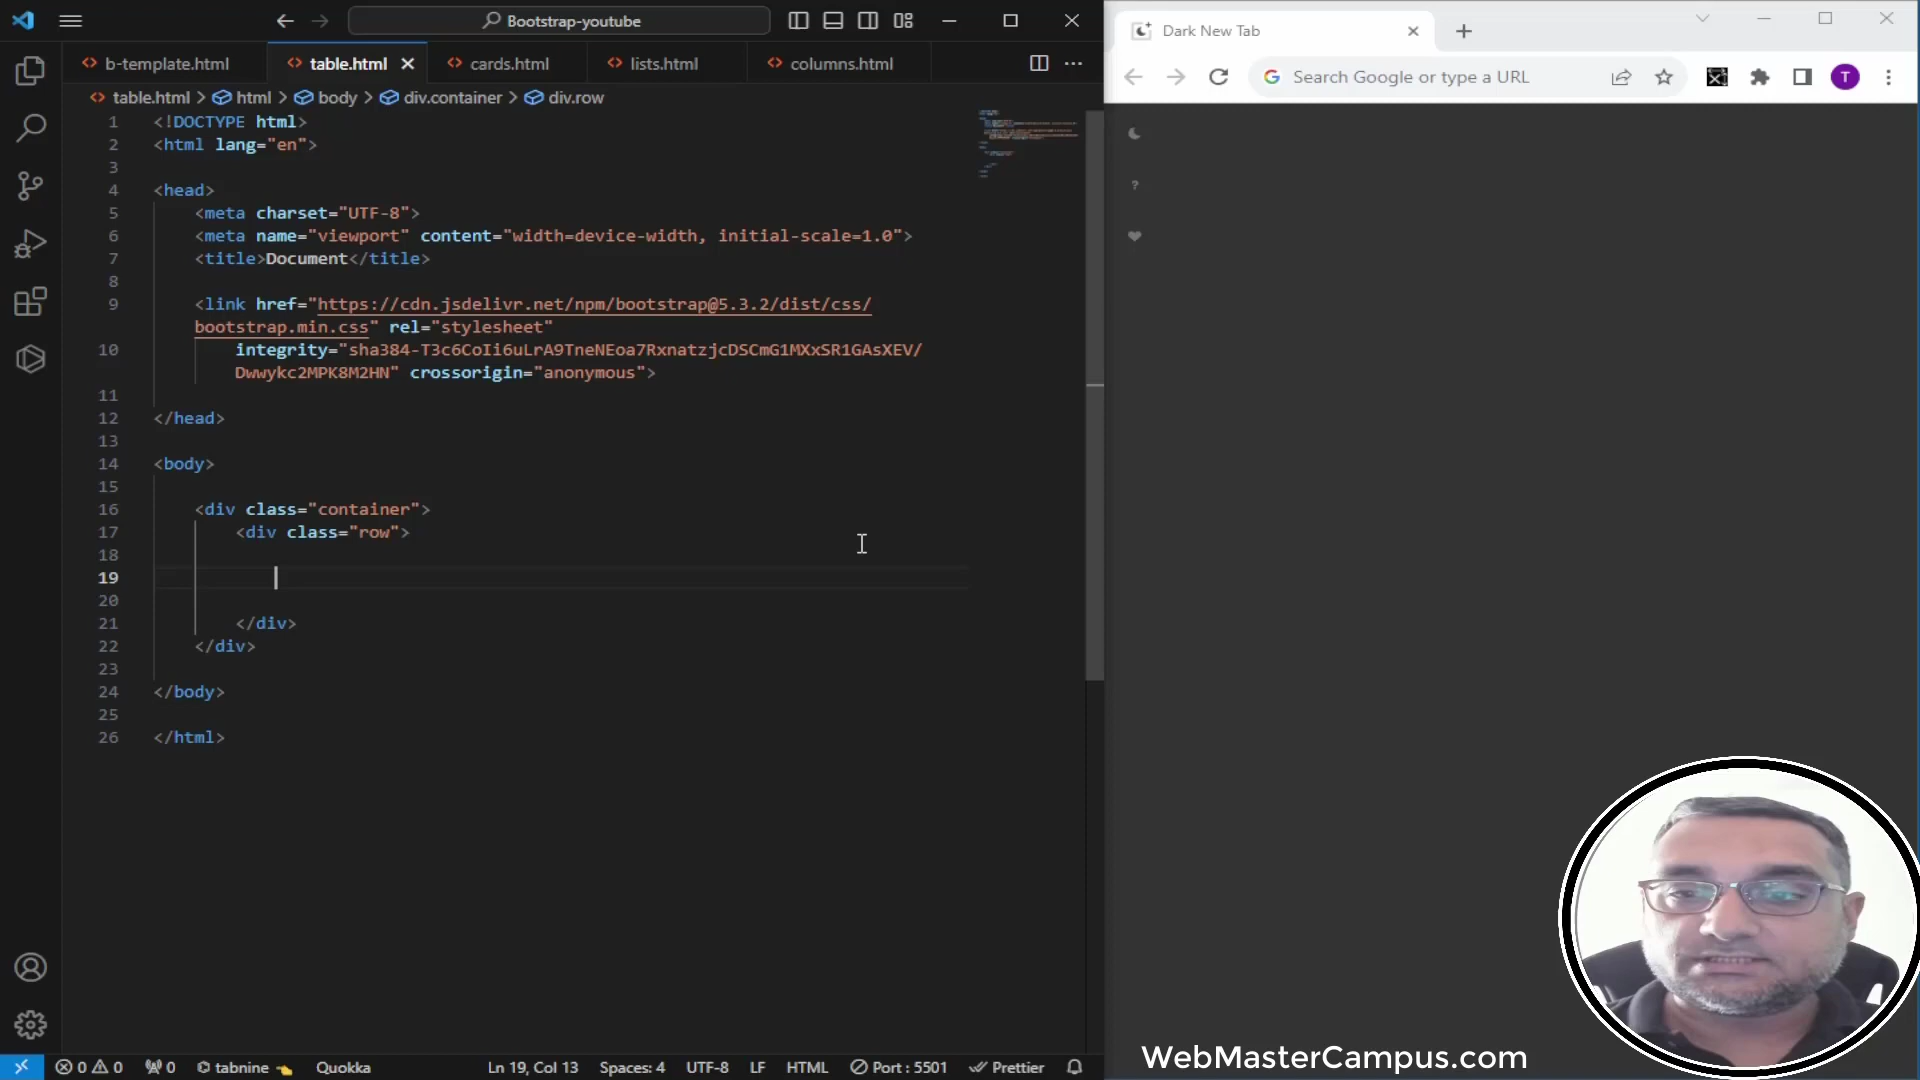 Bootstrap-youtube
Dark New Tab
b-template.html
table.html
cards.html
lists.html
columns.html
Search Google or type a URL
T
table.html > html > body > div.container > div.row
1 <!DOCTYPE html>
2 <html lang="en">
3
4 <head>
5 <meta charset="UTF-8">
6 <meta name="viewport" content="width=device-width, initial-scale=1.0">
7 <title>Document</title>
8
9 <link href="https://cdn.jsdelivr.net/npm/bootstrap@5.3.2/dist/css/
bootstrap.min.css" rel="stylesheet"
10 integrity="sha384-T3c6CoIi6uLrA9TneNEoa7RxnatzjcDSCmG1MXxSR1GAsXEV/
Dwwykc2MPK8M2HN" crossorigin="anonymous">
11
12 </head>
13
14 <body>
15
16 <div class="container">
17 <div class="row">
18
19
20
21 </div>
22 </div>
23
24 </body>
25
26 </html>
?
0 0 0 tabnine Quokka Ln 19, Col 13 Spaces: 4 UTF-8 LF HTML Port : 5501 Prettier
WebMasterCampus.com